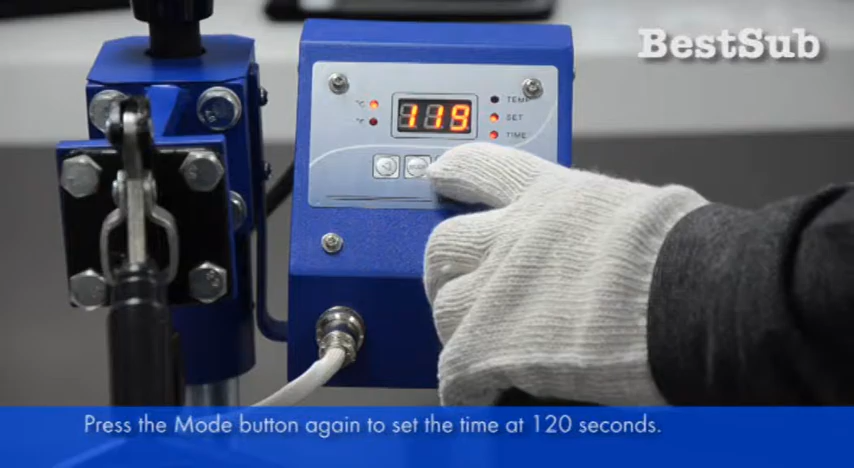 BestSub
°C
119
TEMP
SET
°F
TIME
Press the Mode button again to set the time at 120 seconds.